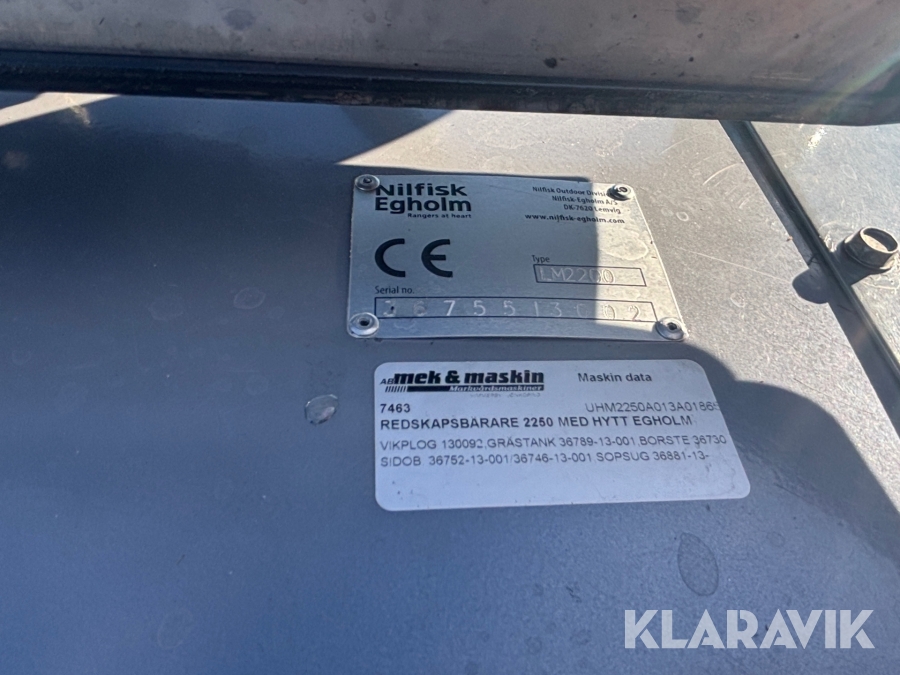 Nilfisk
Egholm
Rangers at heart
Nilfisk Outdoor Division
Nilfisk-Egholm A/S
DK-7620 Lemvig
www.nilfisk-egholm.com
CE
Type
LM2200
Serial no.
AB mek & maskin
Markvårdsmaskiner
Maskin data
7463
UHM2250A013A01865
REDSKAPSBÄRARE 2250 MED HYTT EGHOLM
VIKPLOG 130092,GRÄSTANK 36789-13-001,BORSTE 36730
SIDOB. 36752-13-001/36746-13-001,SOPSUG 36881-13-
KLARAVIK